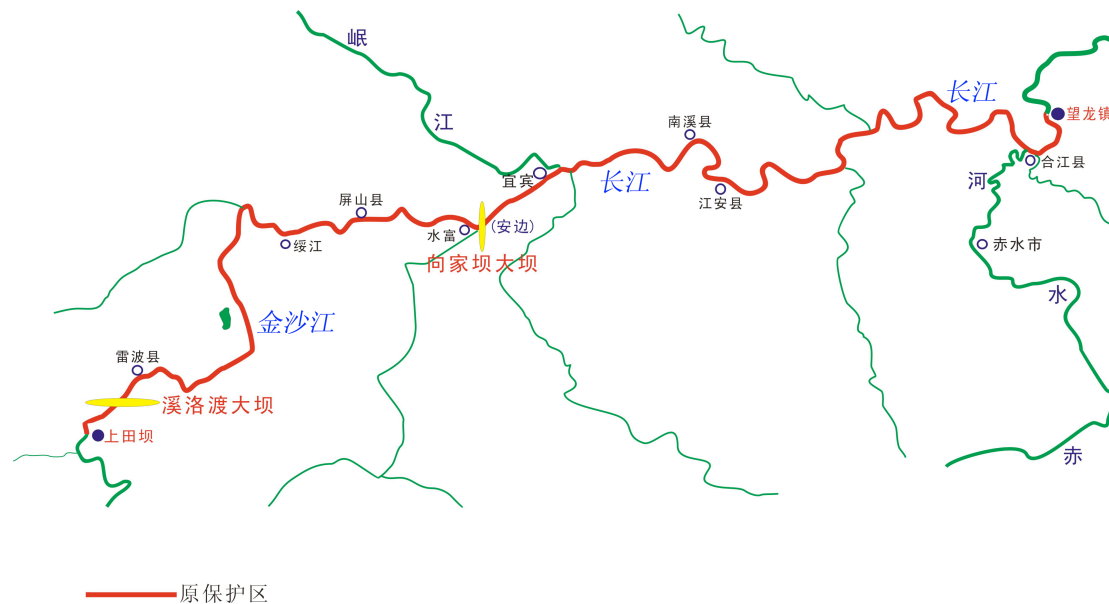 岷
江
长江
望龙镇
南溪县
合江县
宜宾
长江
河
江安县
屏山县
水富
(安边)
绥江
向家坝大坝
赤水市
水
金沙江
雷波县
溪洛渡大坝
上田坝
赤
原保护区